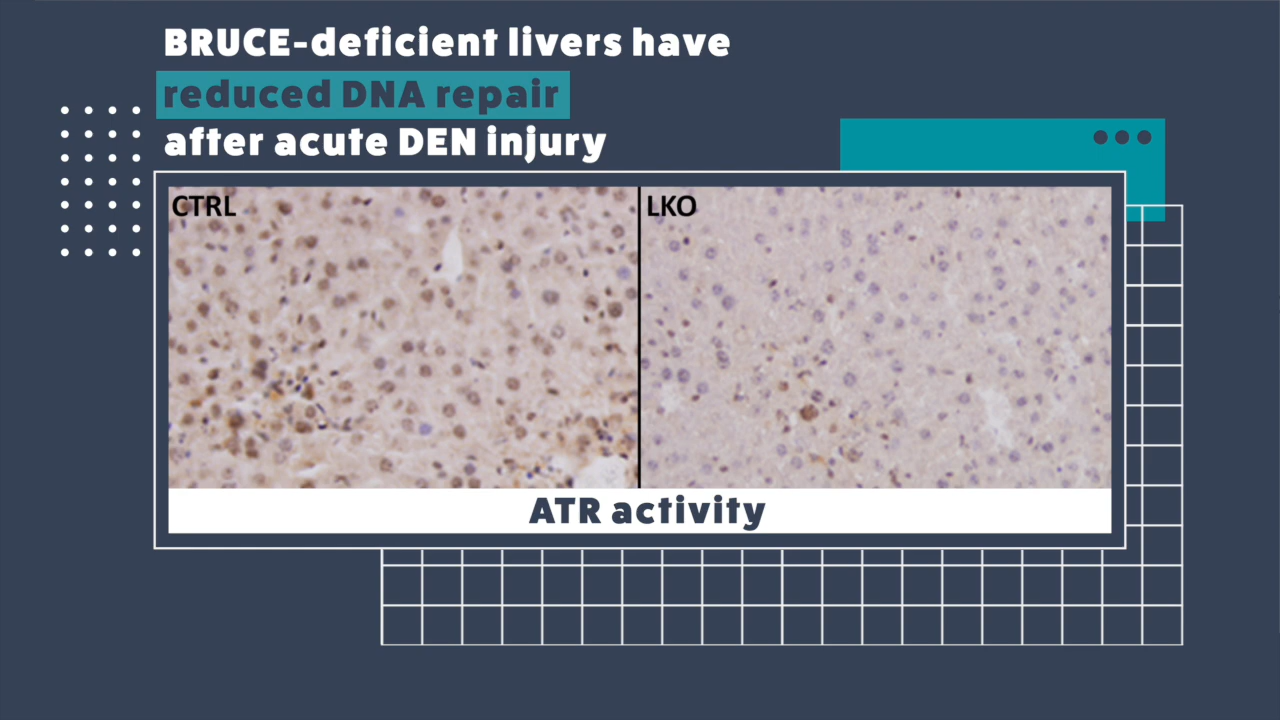 BRUCE-deficient livers have
reduced DNA repair
after acute DEN injury
CTRL
LKO
ATR activity